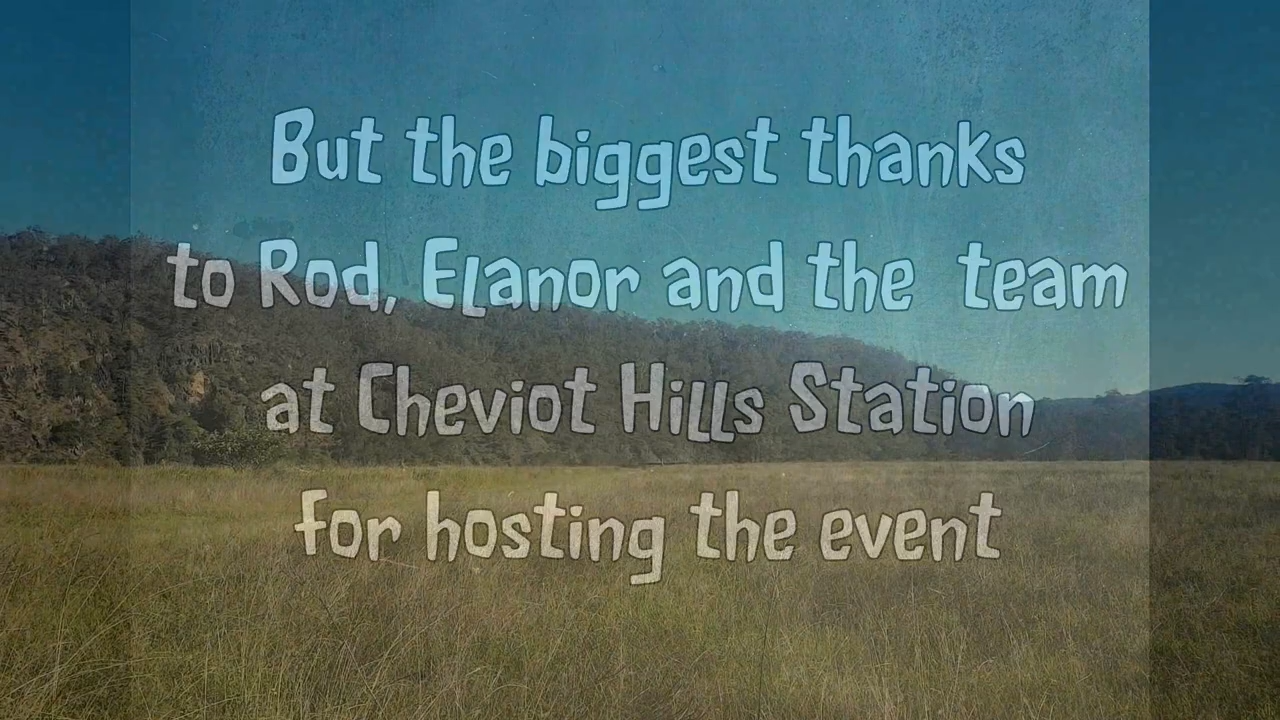 But the biggest thanks
to Rod, Elanor and the team
at Cheviot Hills Station
for hosting the event